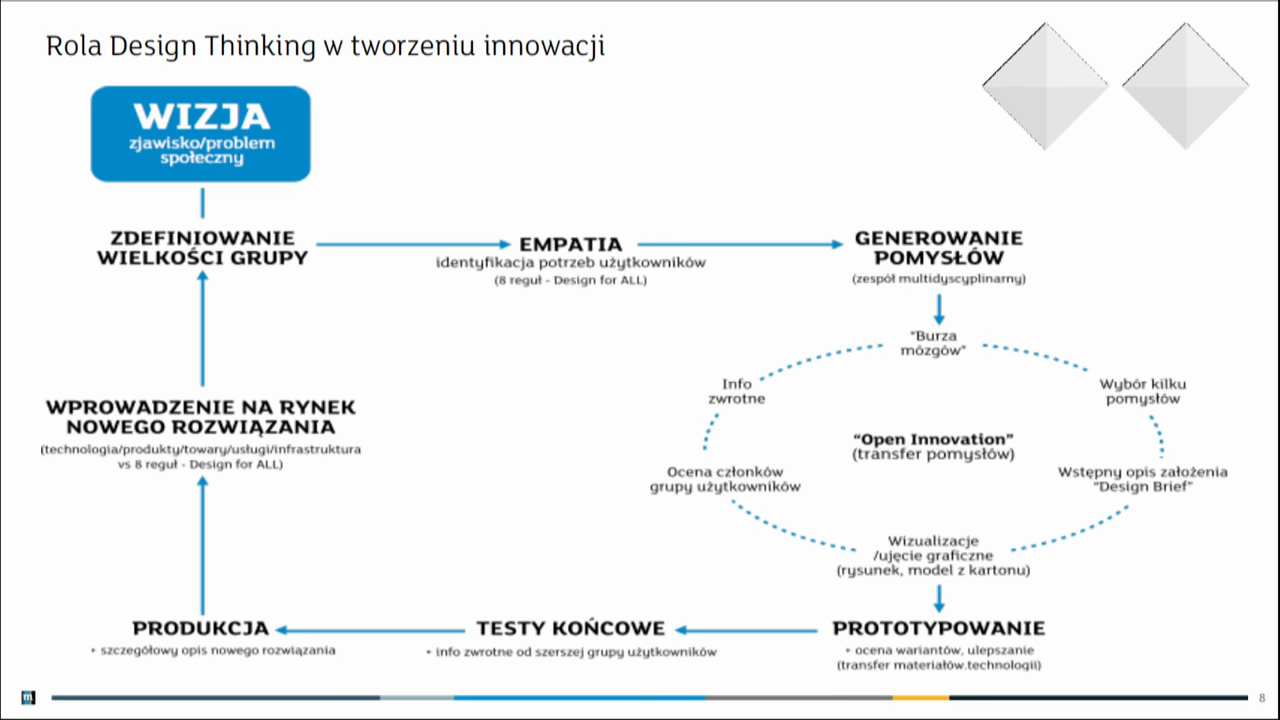 Rola Design Thinking w tworzeniu innowacji
WIZJA
zjawisko/problem
społeczny
ZDEFINIOWANIE
WIELKOŚCI GRUPY
EMPATIA
identyfikacja potrzeb użytkowników
(8 reguł - Design for ALL)
GENEROWANIE
POMYSŁÓW
(zespół multidyscyplinarny)
"Burza
mózgów"
Wybór kilku
pomysłów
Wstępny opis założenia
"Design Brief"
Wizualizacje
/ujęcie graficzne
(rysunek, model z kartonu)
Ocena członków
grupy użytkowników
Info
zwrotne
"Open Innovation"
(transfer pomysłów)
PROTOTYPOWANIE
+ ocena wariantów, ulepszanie
(transfer materiałów.technologii)
TESTY KOŃCOWE
+ info zwrotne od szerszej grupy użytkowników
PRODUKCJA
+ szczegółowy opis nowego rozwiązania
WPROWADZENIE NA RYNEK
NOWEGO ROZWIĄZANIA
(technologia/produkty/towary/usługi/infrastruktura
vs 8 reguł - Design for ALL)
m
8